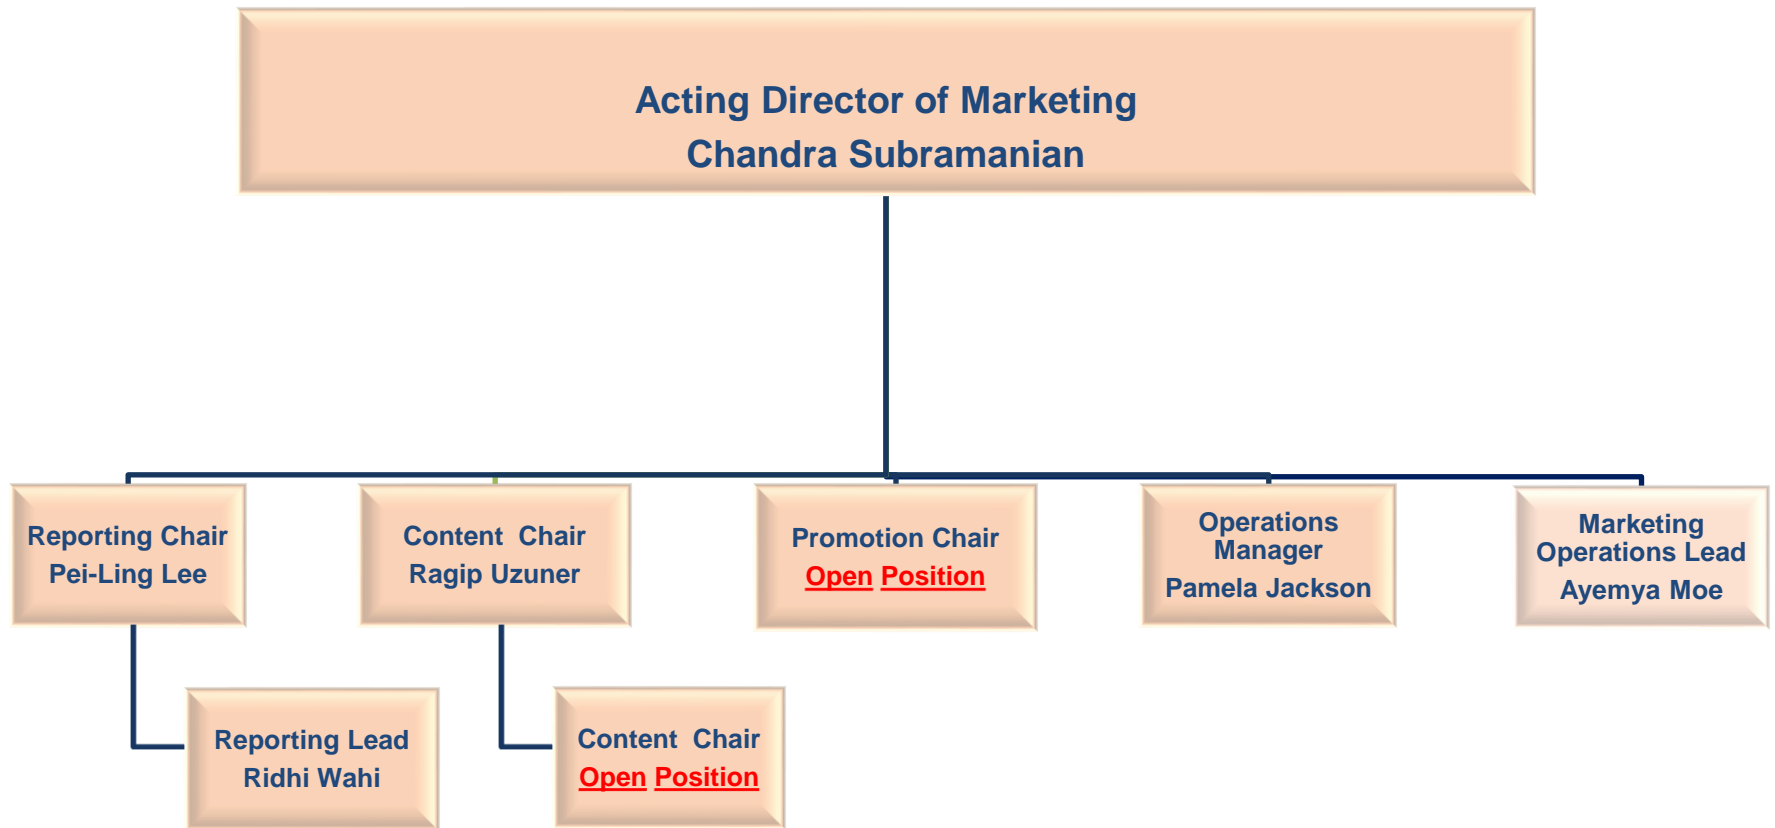 Acting Director of Marketing
Chandra Subramanian
Reporting Chair
Pei-Ling Lee
Content  Chair
Ragip Uzuner
Promotion Chair
Open Position
Operations
Manager
Pamela Jackson
Marketing
Operations Lead
Ayemya Moe
Reporting Lead
Ridhi Wahi
Content  Chair
Open Position